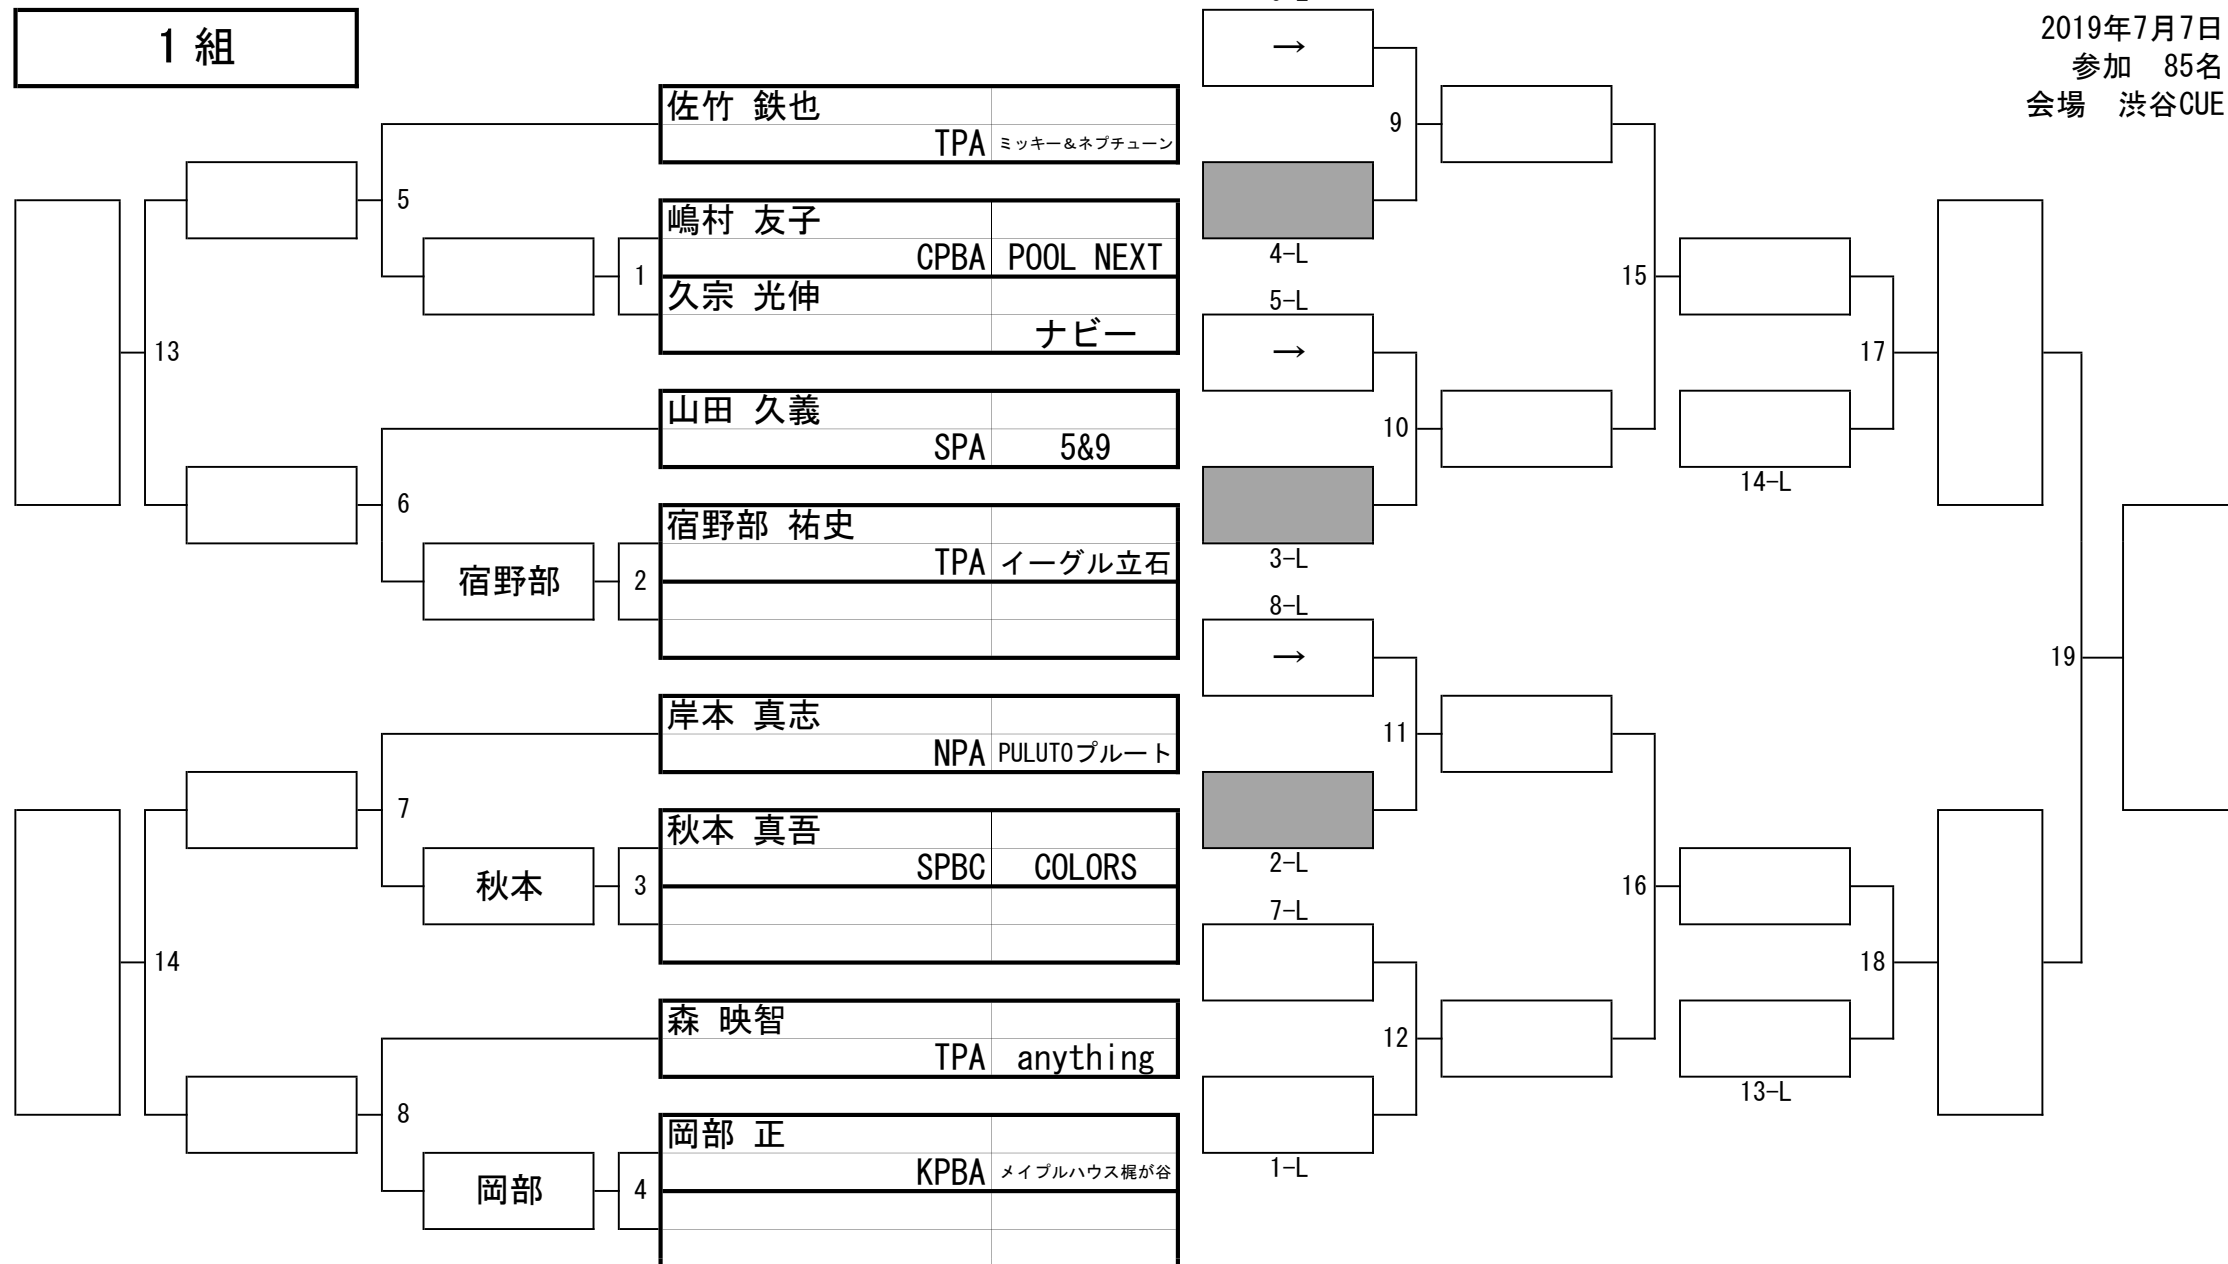 1組
2019年7月7日
参加 85名
会場 渋谷CUE
佐竹 鉄也
TPA ミッキー&ネプチューン
5
嶋村 友子
CPBA POOL NEXT
1
久宗 光伸
ナビー
13
山田 久義
SPA 5&9
6
宿野部 祐史
TPA イーグル立石
宿野部 2
岸本 真志
NPA PULUTOプルート
7
秋本 真吾
SPBC COLORS
秋本 3
14
森 映智
TPA anything
8
岡部 正
KPBA メイプルハウス梶が谷
岡部 4
→
9
4-L
5-L
15
→
17
10
14-L
3-L
8-L
→
19
11
2-L
7-L
16
18
12
13-L
1-L